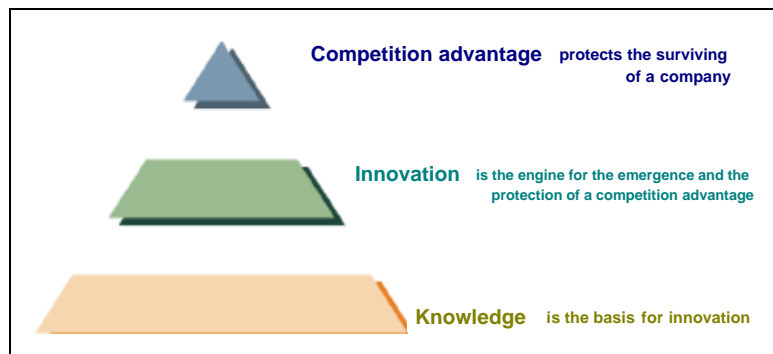 Competition advantage protects the surviving
of a company
Innovation is the engine for the emergence and the
protection of a competition advantage
Knowledge is the basis for innovation